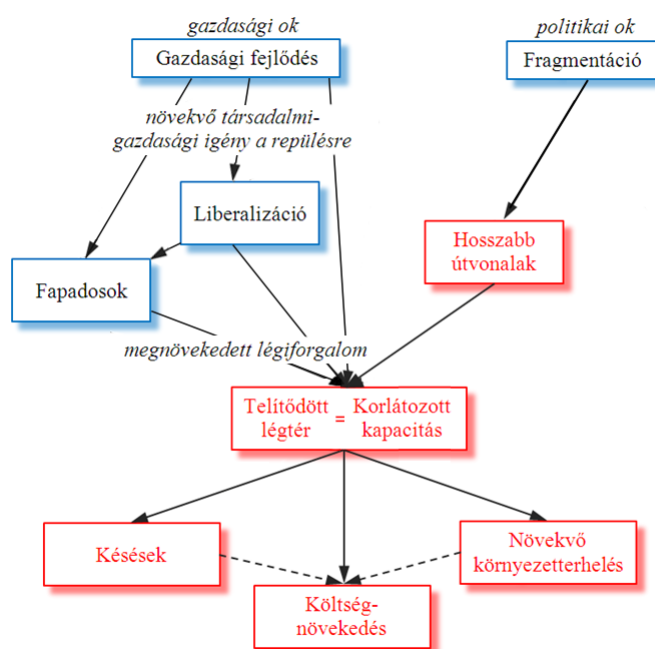 gazdasági ok
politikai ok
Gazdasági fejlődés
Fragmentáció
növekvő társadalmi-
gazdasági igény a repülésre
Liberalizáció
Hosszabb
útvonalak
Fapadosok
megnövekedett légiforgalom
Telítődött = Korlátozott
légtér kapacitás
Késések
Növekvő
környezetterhelés
Költség-
növekedés